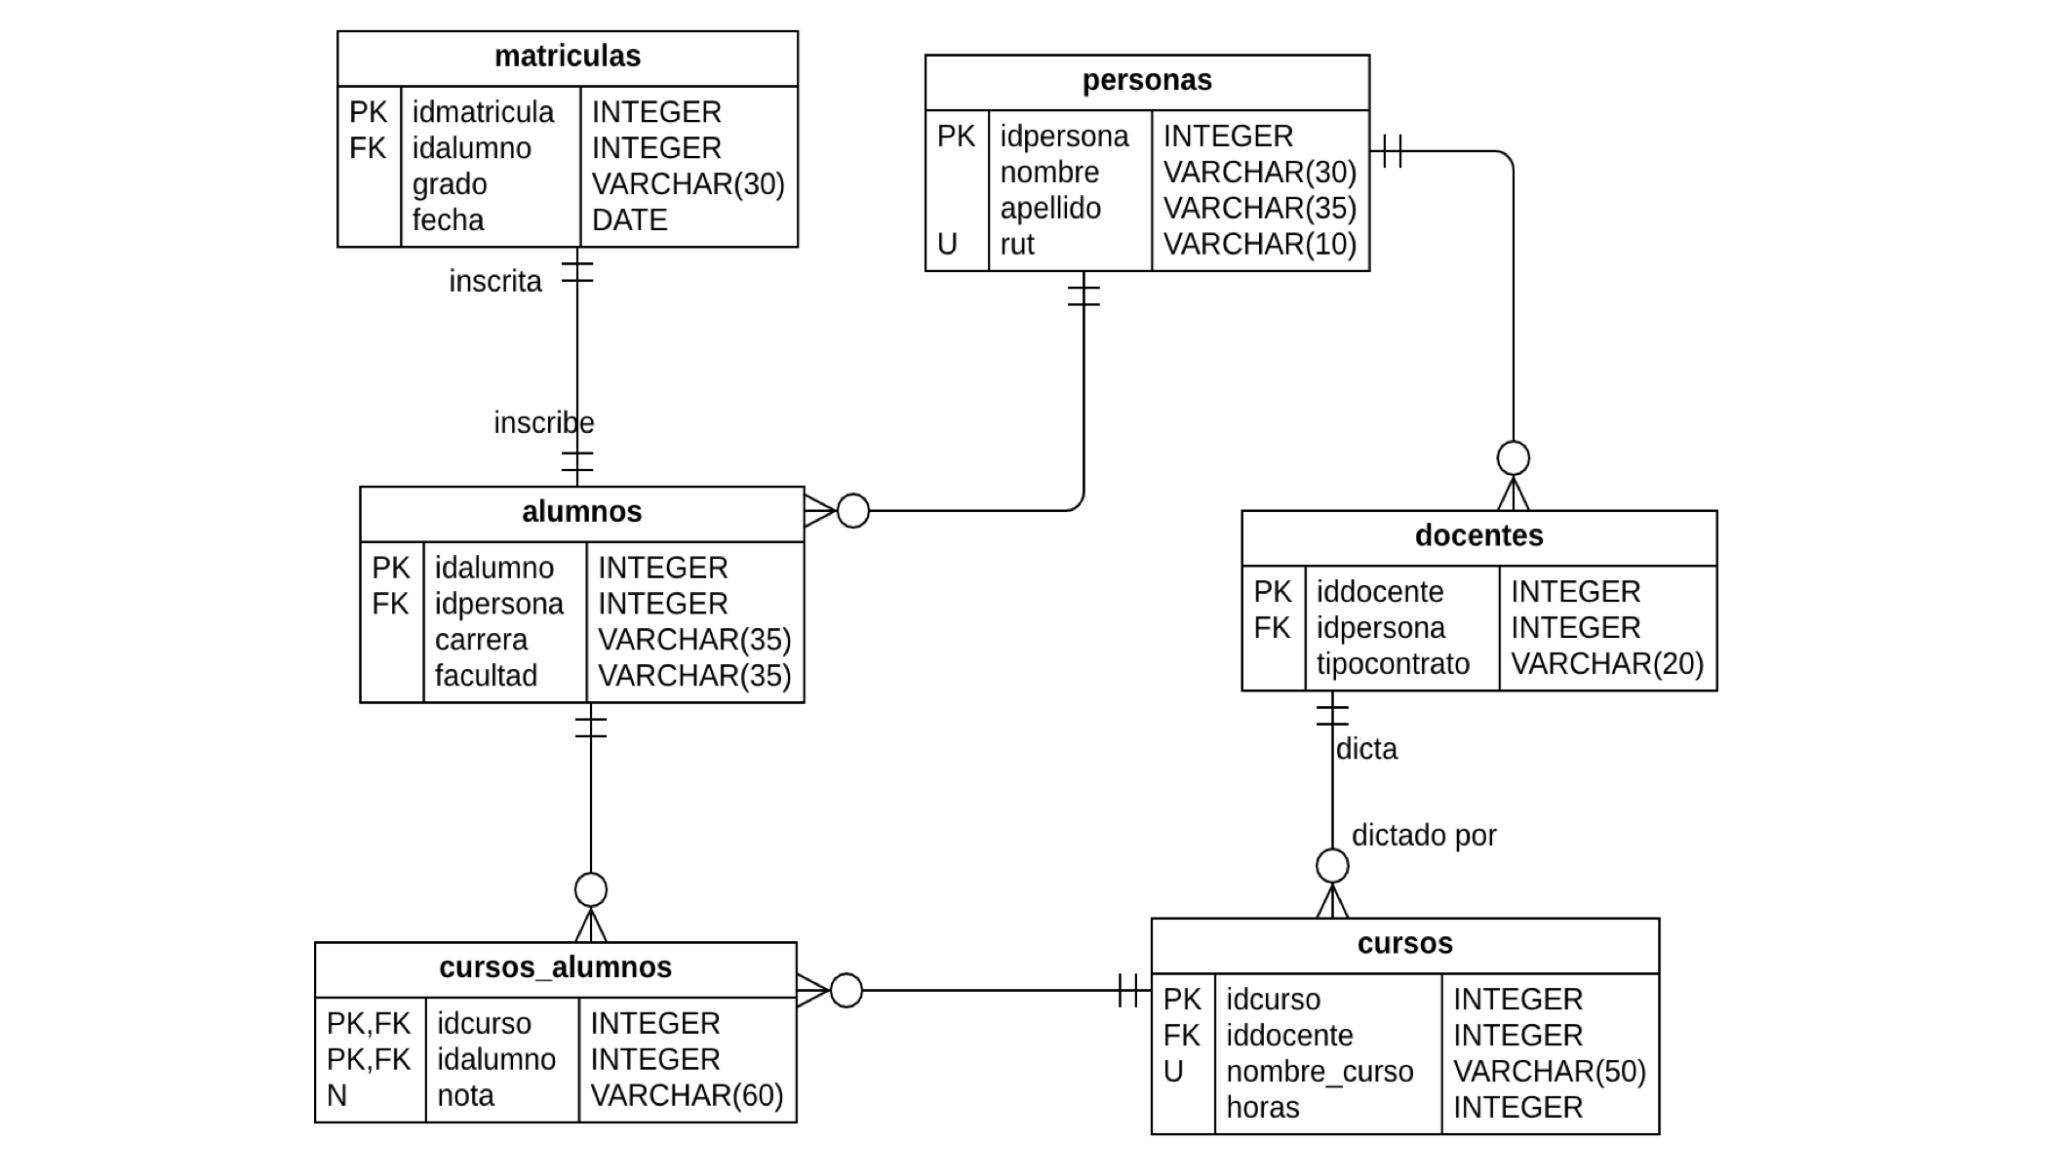 matriculas
PK idmatricula INTEGER
FK idalumno INTEGER
grado VARCHAR(30)
fecha DATE
personas
PK idpersona INTEGER
nombre VARCHAR(30)
apellido VARCHAR(35)
U rut VARCHAR(10)
inscrita
inscribe
alumnos
PK idalumno INTEGER
FK idpersona INTEGER
carrera VARCHAR(35)
facultad VARCHAR(35)
docentes
PK iddocente INTEGER
FK idpersona INTEGER
tipocontrato VARCHAR(20)
dicta
dictado por
cursos_alumnos
PK,FK idcurso INTEGER
PK,FK idalumno INTEGER
N nota VARCHAR(60)
cursos
PK idcurso INTEGER
FK iddocente INTEGER
U nombre_curso VARCHAR(50)
horas INTEGER